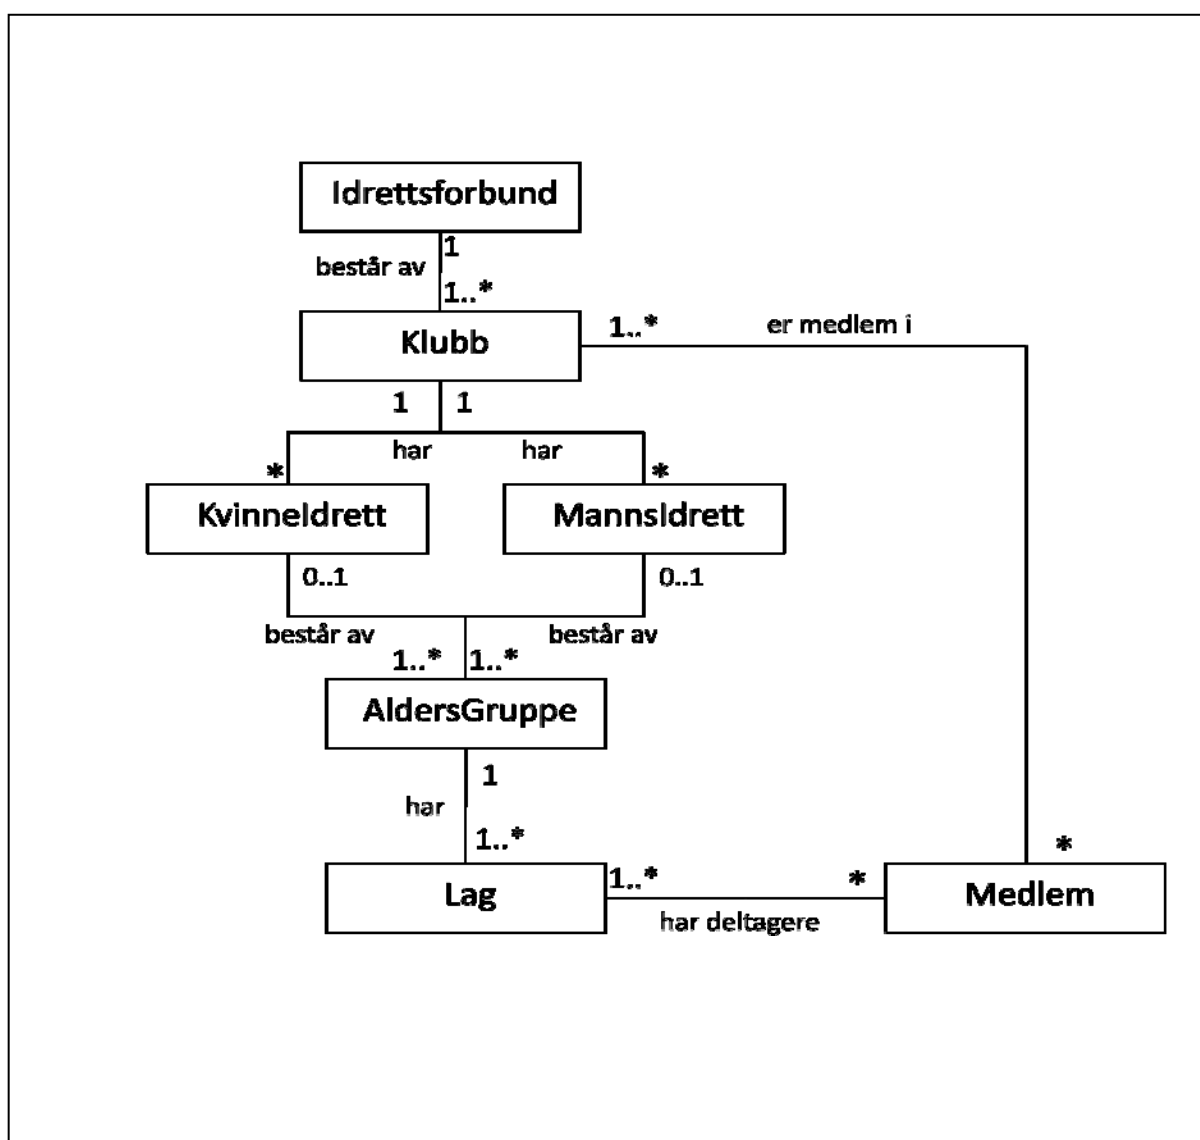 Idrettsforbund
1
består av
1..*
Klubb
1..* er medlem i
1 1
har har
* *
KvinneIdrett MannsIdrett
0..1 0..1
består av består av
1..* 1..*
AldersGruppe
1
har
1..*
*
Lag 1..* * Medlem
har deltagere